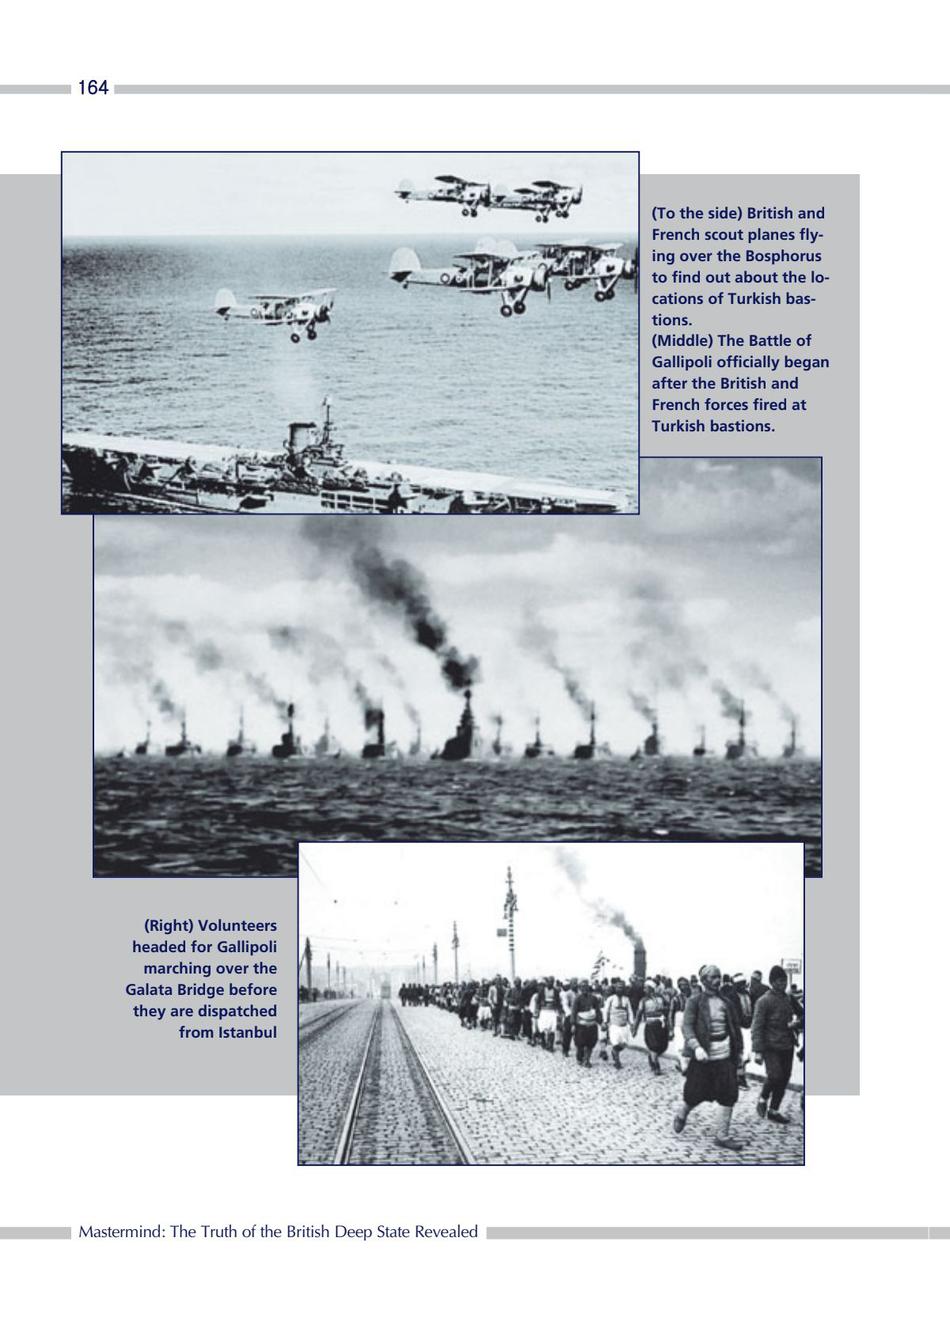 164
(To the side) British and
French scout planes fly-
ing over the Bosphorus
to find out about the lo-
cations of Turkish bas-
tions.
(Middle) The Battle of
Gallipoli officially began
after the British and
French forces fired at
Turkish bastions.
(Right) Volunteers
headed for Gallipoli
marching over the
Galata Bridge before
they are dispatched
from Istanbul
Mastermind: The Truth of the British Deep State Revealed